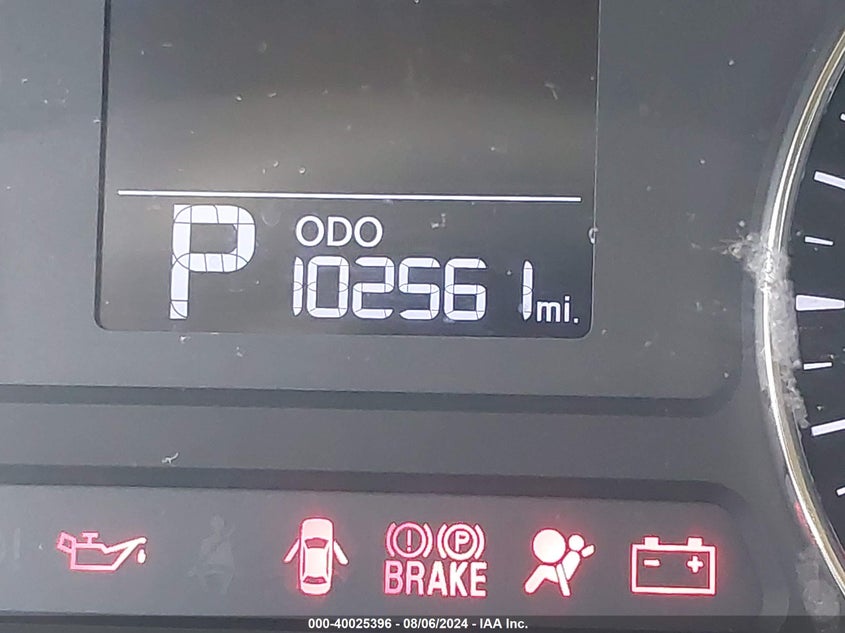 P
ODO
102561 mi.
(!) (P)
BRAKE
000-40025396 - 08/06/2024 - IAA Inc.